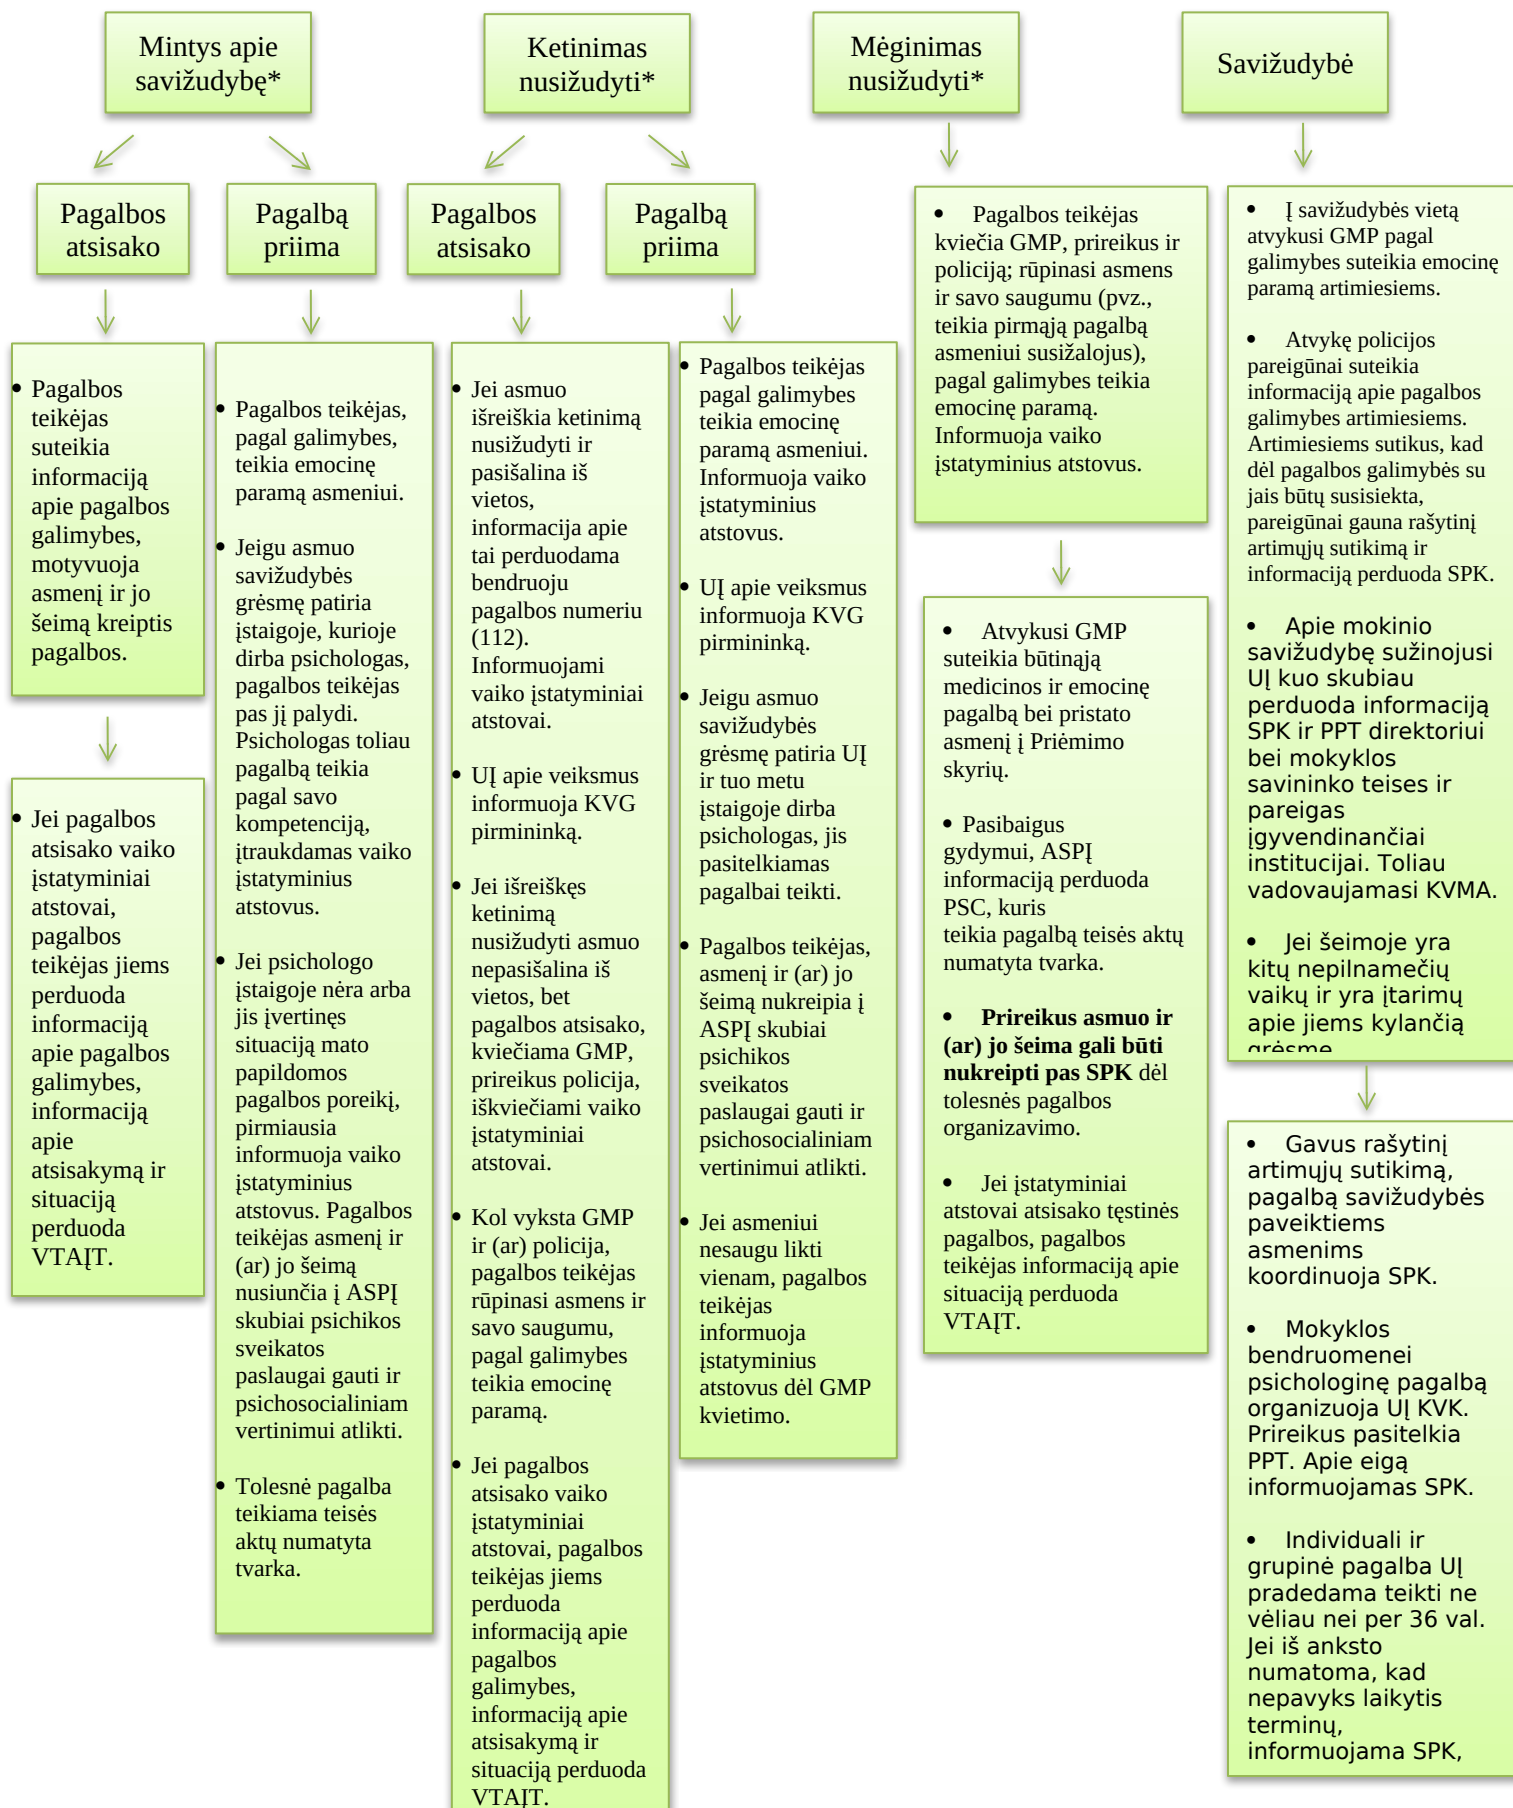 Mintys apie
savižudybę*
Ketinimas
nusižudyti*
Mėginimas
nusižudyti*
Savižudybė
Pagalbos
atsisako
Pagalbą
priima
Pagalbos
atsisako
Pagalbą
priima
• Pagalbos
teikėjas
suteikia
informaciją
apie pagalbos
galimybes,
motyvuoja
asmenį ir jo
šeimą kreiptis
pagalbos.
• Jei pagalbos
atsisako vaiko
įstatyminiai
atstovai,
pagalbos
teikėjas jiems
perduoda
informaciją
apie pagalbos
galimybes,
informaciją
apie
atsisakymą ir
situaciją
perduoda
VTAĮT.
• Pagalbos teikėjas,
pagal galimybes,
teikia emocinę
paramą asmeniui.
• Jeigu asmuo
savižudybės
grėsmę patiria
įstaigoje, kurioje
dirba psichologas,
pagalbos teikėjas
pas jį palydi.
Psichologas toliau
pagalbą teikia
pagal savo
kompetenciją,
įtraukdamas vaiko
įstatyminius
atstovus.
• Jei psichologo
įstaigoje nėra arba
jis įvertinęs
situaciją mato
papildomos
pagalbos poreikį,
pirmiausia
informuoja vaiko
įstatyminius
atstovus. Pagalbos
teikėjas asmenį ir
(ar) jo šeimą
nusiunčia į ASPĮ
skubiai psichikos
sveikatos
paslaugai gauti ir
psichosocialiniam
vertinimui atlikti.
• Tolesnė pagalba
teikiama teisės
aktų numatyta
tvarka.
• Jei asmuo
išreiškia ketinimą
nusižudyti ir
pasišalina iš
vietos,
informacija apie
tai perduodama
bendruoju
pagalbos numeriu
(112).
Informuojami
vaiko įstatyminiai
atstovai.
• UĮ apie veiksmus
informuoja KVG
pirmininką.
• Jei išreiškęs
ketinimą
nusižudyti asmuo
nepasišalina iš
vietos, bet
pagalbos atsisako,
kviečiama GMP,
prireikus policija,
iškviečiami vaiko
įstatyminiai
atstovai.
• Kol vyksta GMP
ir (ar) policija,
pagalbos teikėjas
rūpinasi asmens ir
savo saugumu,
pagal galimybes
teikia emocinę
paramą.
• Jei pagalbos
atsisako vaiko
įstatyminiai
atstovai, pagalbos
teikėjas jiems
perduoda
informaciją apie
pagalbos
galimybes,
informaciją apie
atsisakymą ir
situaciją perduoda
VTAĮT.
• Pagalbos teikėjas
pagal galimybes
teikia emocinę
paramą asmeniui.
Informuoja vaiko
įstatyminius
atstovus.
• UĮ apie veiksmus
informuoja KVG
pirmininką.
• Jeigu asmuo
savižudybės
grėsmę patiria UĮ
ir tuo metu
įstaigoje dirba
psichologas, jis
pasitelkiamas
pagalbai teikti.
• Pagalbos teikėjas,
asmenį ir (ar) jo
šeimą nukreipia į
ASPĮ skubiai
psichikos
sveikatos
paslaugai gauti ir
psichosocialiniam
vertinimui atlikti.
• Jei asmeniui
nesaugu likti
vienam, pagalbos
teikėjas
informuoja
įstatyminius
atstovus dėl GMP
kvietimo.
• Pagalbos teikėjas
kviečia GMP, prireikus ir
policiją; rūpinasi asmens
ir savo saugumu (pvz.,
teikia pirmąją pagalbą
asmeniui susižalojus),
pagal galimybes teikia
emocinę paramą.
Informuoja vaiko
įstatyminius atstovus.
• Atvykusi GMP
suteikia būtinąją
medicinos ir emocinę
pagalbą bei pristato
asmenį į Priėmimo
skyrių.
• Pasibaigus
gydymui, ASPĮ
informaciją perduoda
PSC, kuris
teikia pagalbą teisės aktų
numatyta tvarka.
• Prireikus asmuo ir
(ar) jo šeima gali būti
nukreipti pas SPK dėl
tolesnės pagalbos
organizavimo.
• Jei įstatyminiai
atstovai atsisako tęstinės
pagalbos, pagalbos
teikėjas informaciją apie
situaciją perduoda
VTAĮT.
• Į savižudybės vietą
atvykusi GMP pagal
galimybes suteikia emocinę
paramą artimiesiems.
• Atvykę policijos
pareigūnai suteikia
informaciją apie pagalbos
galimybes artimiesiems.
Artimiesiems sutikus, kad
dėl pagalbos galimybės su
jais būtų susisiekta,
pareigūnai gauna rašytinį
artimųjų sutikimą ir
informaciją perduoda SPK.
• Apie mokinio
savižudybę sužinojusi
UĮ kuo skubiau
perduoda informaciją
SPK ir PPT direktoriui
bei mokyklos
savininko teises ir
pareigas
įgyvendinančiai
institucijai. Toliau
vadovaujamasi KVMA.
• Jei šeimoje yra
kitų nepilnamečių
vaikų ir yra įtarimų
apie jiems kylančią
grėsmę
• Gavus rašytinį
artimųjų sutikimą,
pagalbą savižudybės
paveiktiems
asmenims
koordinuoja SPK.
• Mokyklos
bendruomenei
psichologinę pagalbą
organizuoja UĮ KVK.
Prireikus pasitelkia
PPT. Apie eigą
informuojamas SPK.
• Individuali ir
grupinė pagalba UĮ
pradedama teikti ne
vėliau nei per 36 val.
Jei iš anksto
numatoma, kad
nepavyks laikytis
terminų,
informuojama SPK,